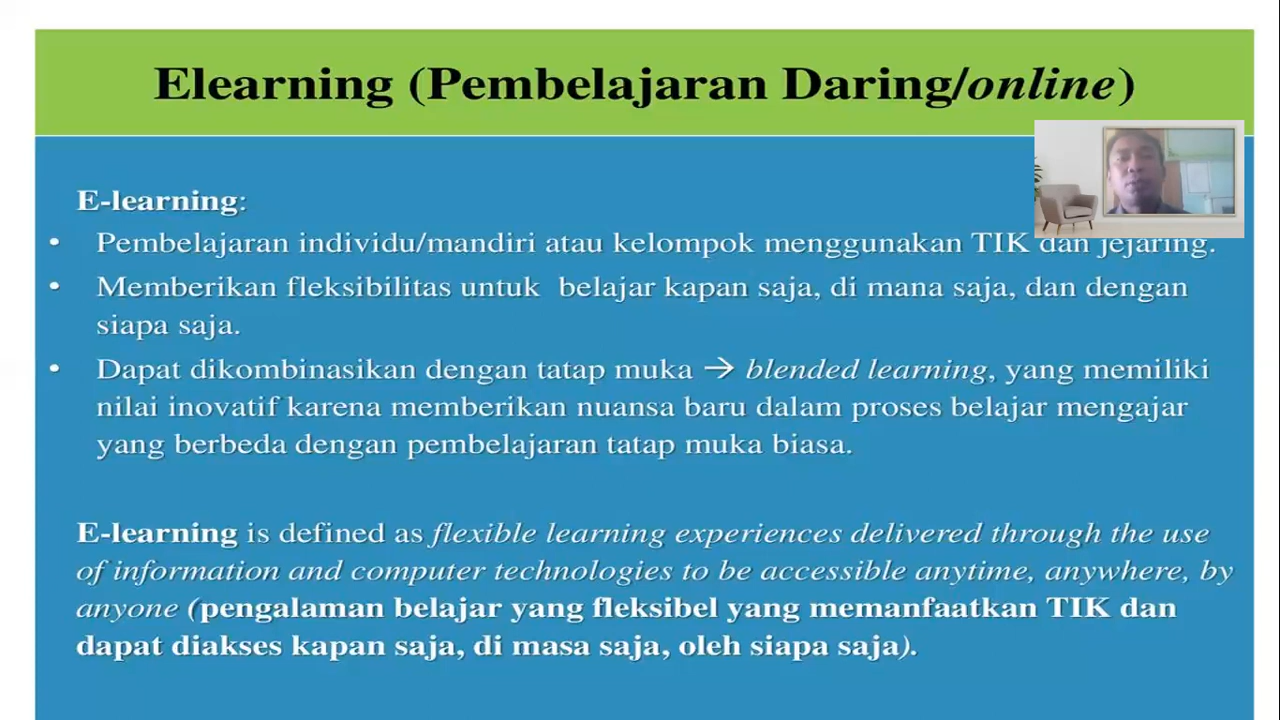 Elearning (Pembelajaran Daring/online)
E-learning:
• Pembelajaran individu/mandiri atau kelompok menggunakan TIK dan jejaring.
• Memberikan fleksibilitas untuk belajar kapan saja, di mana saja, dan dengan
siapa saja.
• Dapat dikombinasikan dengan tatap muka → blended learning, yang memiliki
nilai inovatif karena memberikan nuansa baru dalam proses belajar mengajar
yang berbeda dengan pembelajaran tatap muka biasa.
E-learning is defined as flexible learning experiences delivered through the use
of information and computer technologies to be accessible anytime, anywhere, by
anyone (pengalaman belajar yang fleksibel yang memanfaatkan TIK dan
dapat diakses kapan saja, di masa saja, oleh siapa saja).